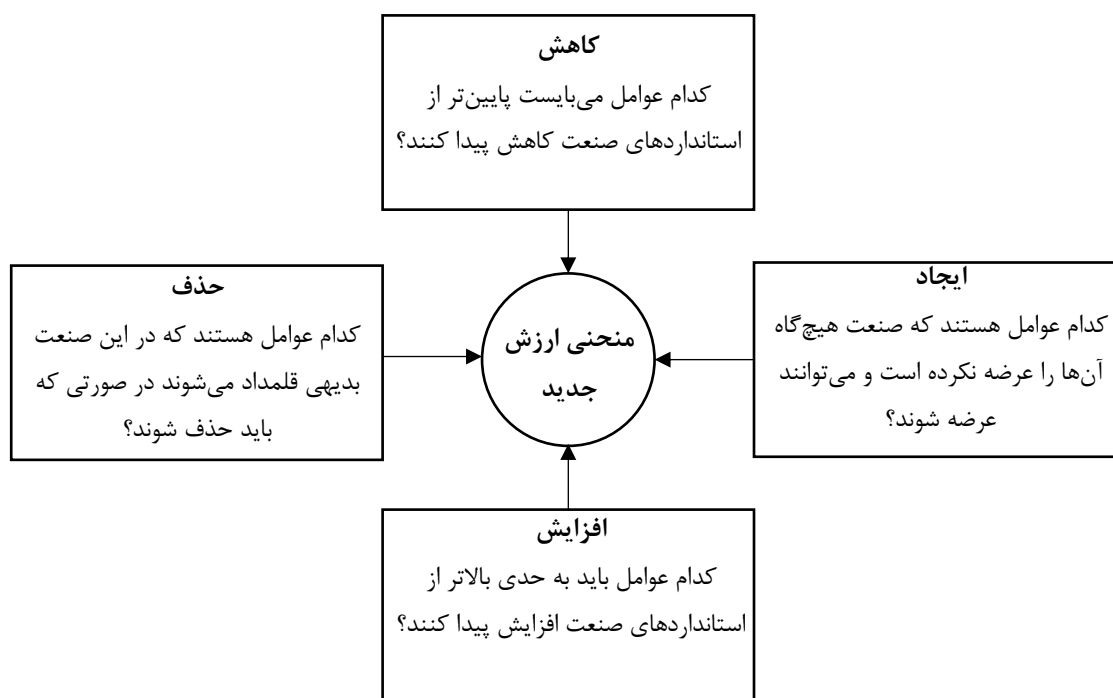 کاهش
کدام عوامل می‌بایست پایین‌تر از
استانداردهای صنعت کاهش پیدا کنند؟
ایجاد
کدام عوامل هستند که صنعت هیچ‌گاه
آن‌ها را عرضه نکرده است و می‌توانند
عرضه شوند؟
منحنی ارزش
جدید
حذف
کدام عوامل هستند که در این صنعت
بدیهی قلمداد می‌شوند در صورتی که
باید حذف شوند؟
افزایش
کدام عوامل باید به حدی بالاتر از
استانداردهای صنعت افزایش پیدا کنند؟